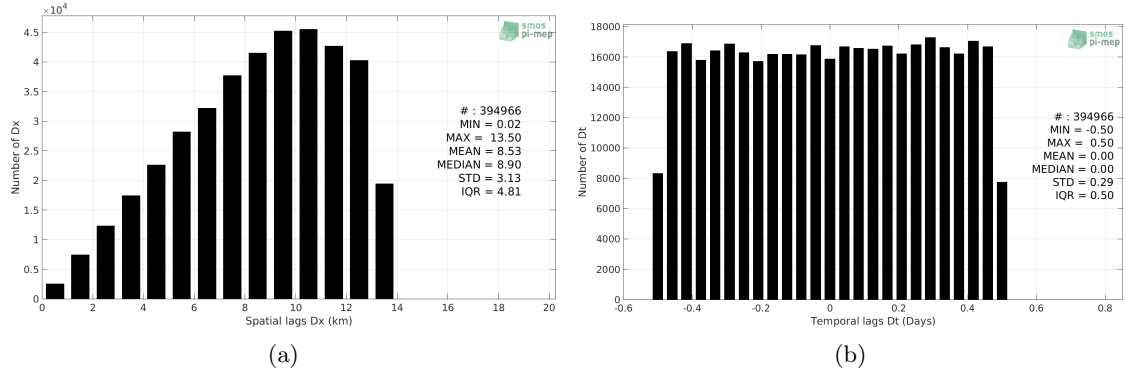 ×10⁴
4.5
4
3.5
3
2.5
2
1.5
1
0.5
0
Number of Dx
0 2 4 6 8 10 12 14 16 18 20
Spatial lags Dx (km)
smos
pi-mep
# : 394966
MIN = 0.02
MAX = 13.50
MEAN = 8.53
MEDIAN = 8.90
STD = 3.13
IQR = 4.81
(a)
18000
16000
14000
12000
10000
8000
6000
4000
2000
0
Number of Dt
-0.6 -0.4 -0.2 0 0.2 0.4 0.6 0.8
Temporal lags Dt (Days)
smos
pi-mep
# : 394966
MIN = -0.50
MAX = 0.50
MEAN = 0.00
MEDIAN = 0.00
STD = 0.29
IQR = 0.50
(b)